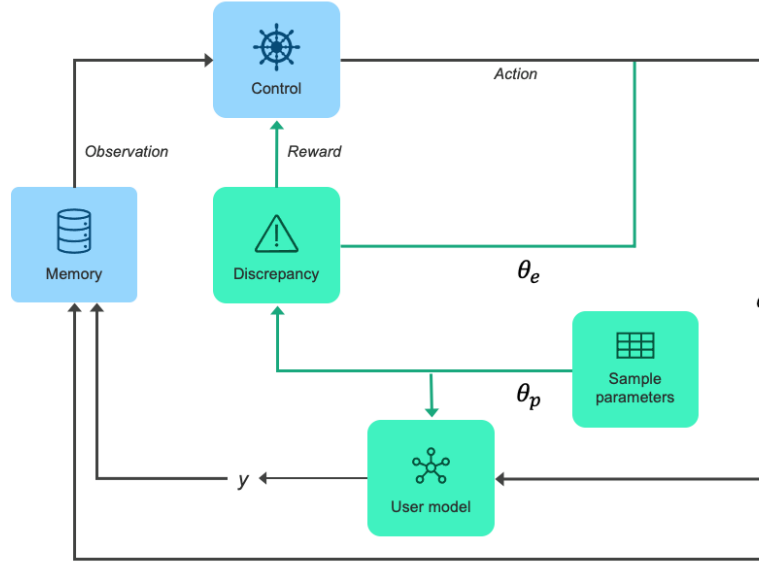 Control
Action
Observation
Reward
Memory
Discrepancy
θe
Sample
parameters
θp
User model
y